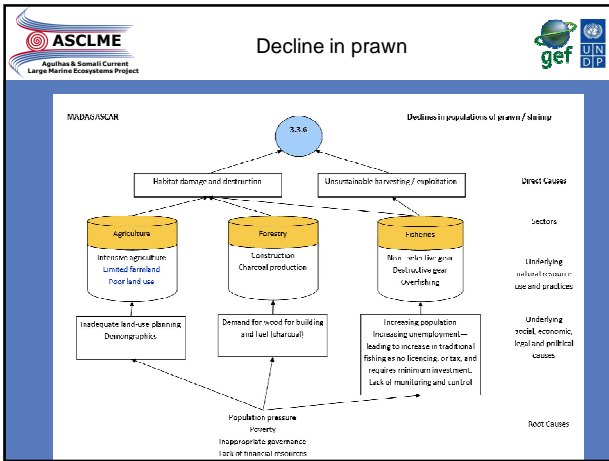 ASCLME
Agulhas & Somali Current
Large Marine Ecosystems Project
Decline in prawn
gef
U N
D P
MADAGASCAR
Declines in populations of prawn / shrimp
3.3.6
Habitat damage and destruction
Unsustainable harvesting / exploitation
Direct Causes
Sectors
Agriculture
Intensive agriculture
Limited farmland
Poor land use
Forestry
Construction
Charcoal production
Fisheries
Non-selective gear
Destructive gear
Overfishing
Underlying
natural resource
use and practices
Inadequate land-use planning
Demographics
Demand for wood for building
and fuel (charcoal)
Increasing population
Increasing unemployment—
leading to increase in traditional
fishing as no licencing, or tax, and
requires minimum investment.
Lack of monitoring and control
Underlying
social, economic,
legal and political
causes
Population pressure
Poverty
Inappropriate governance
Lack of financial resources
Root Causes